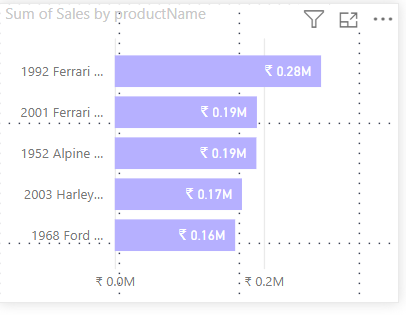 Sum of Sales by productName
1992 Ferrari ...
₹ 0.28M
2001 Ferrari ...
₹ 0.19M
1952 Alpine ...
₹ 0.19M
2003 Harley...
₹ 0.17M
1968 Ford ...
₹ 0.16M
₹ 0.0M
₹ 0.2M